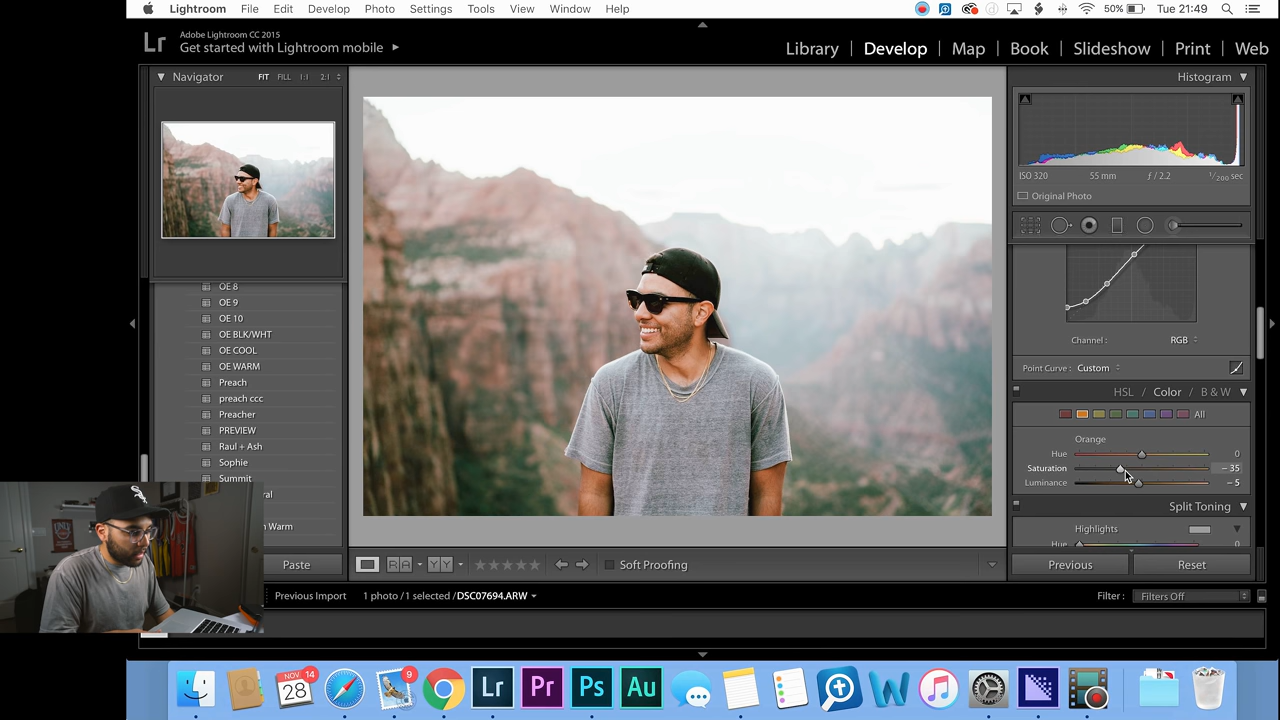 Lightroom File Edit Develop Photo Settings Tools View Window Help 50% Tue 21:49
Lr Adobe Lightroom CC 2015
Get started with Lightroom mobile
Library Develop Map Book Slideshow Print Web
Navigator FIT FILL 1:1 2:1
Histogram
ISO 320 55 mm ƒ / 2.2 1/200 sec
Original Photo
OE 8
OE 9
OE 10
OE BLK/WHT
OE COOL
OE WARM
Preach
preach ccc
Preacher
PREVIEW
Raul + Ash
Sophie
Summit
al
n Warm
Channel : RGB
Point Curve : Custom
HSL / Color / B & W
All
Orange
Hue 0
Saturation – 35
Luminance – 5
Split Toning
Highlights
Hue 0
Paste
R A Y Y Soft Proofing
Previous Reset
Previous Import 1 photo / 1 selected / DSC07694.ARW
Filter : Filters Off
NOV 14 28 9 Lr Pr Ps Au W